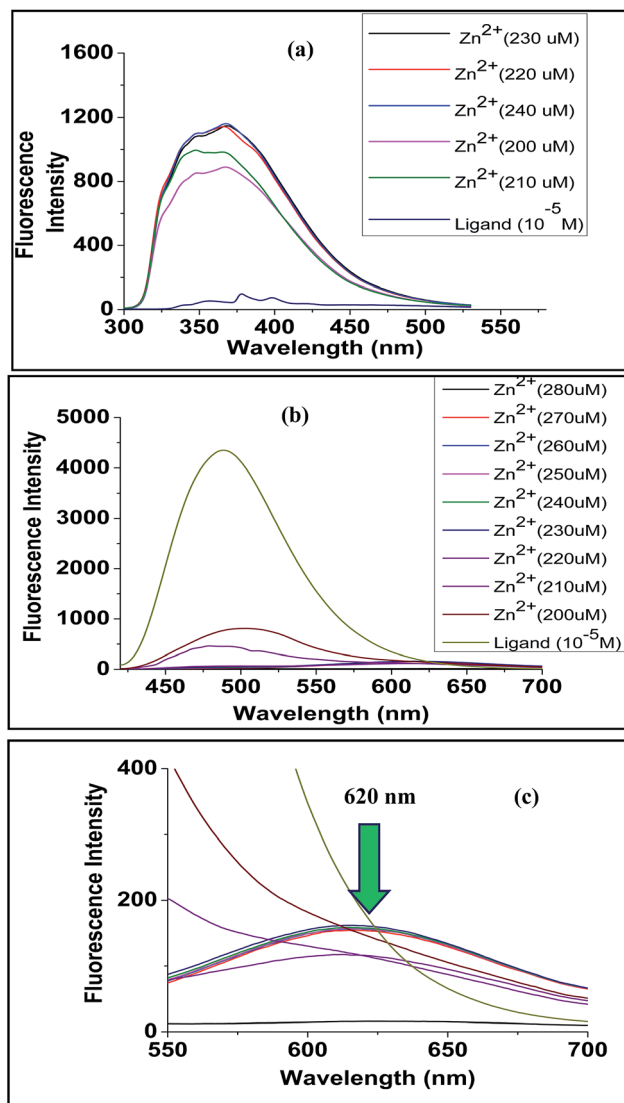 (a)
1600
1200
800
400
0
300 350 400 450 500 550
Fluorescence
Intensity
Wavelength (nm)
Zn2+(230 uM)
Zn2+(220 uM)
Zn2+(240 uM)
Zn2+(200 uM)
Zn2+(210 uM)
Ligand (10-5M)
(b)
5000
4000
3000
2000
1000
0
450 500 550 600 650 700
Fluorescence Intensity
Wavelength (nm)
Zn2+(280uM)
Zn2+(270uM)
Zn2+(260uM)
Zn2+(250uM)
Zn2+(240uM)
Zn2+(230uM)
Zn2+(220uM)
Zn2+(210uM)
Zn2+(200uM)
Ligand (10-5M)
(c)
620 nm
400
200
0
550 600 650 700
Fluorescence Intensity
Wavelength (nm)